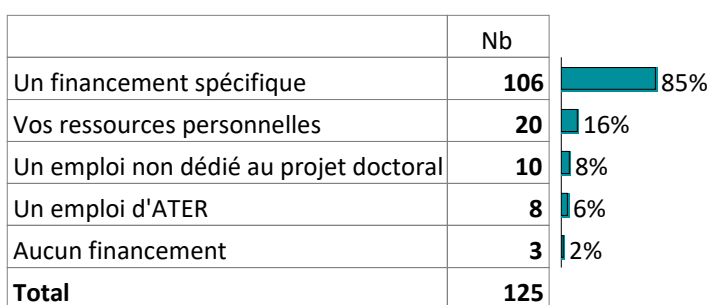 Nb
Un financement spécifique 106 85%
Vos ressources personnelles 20 16%
Un emploi non dédié au projet doctoral 10 8%
Un emploi d'ATER 8 6%
Aucun financement 3 2%
Total 125